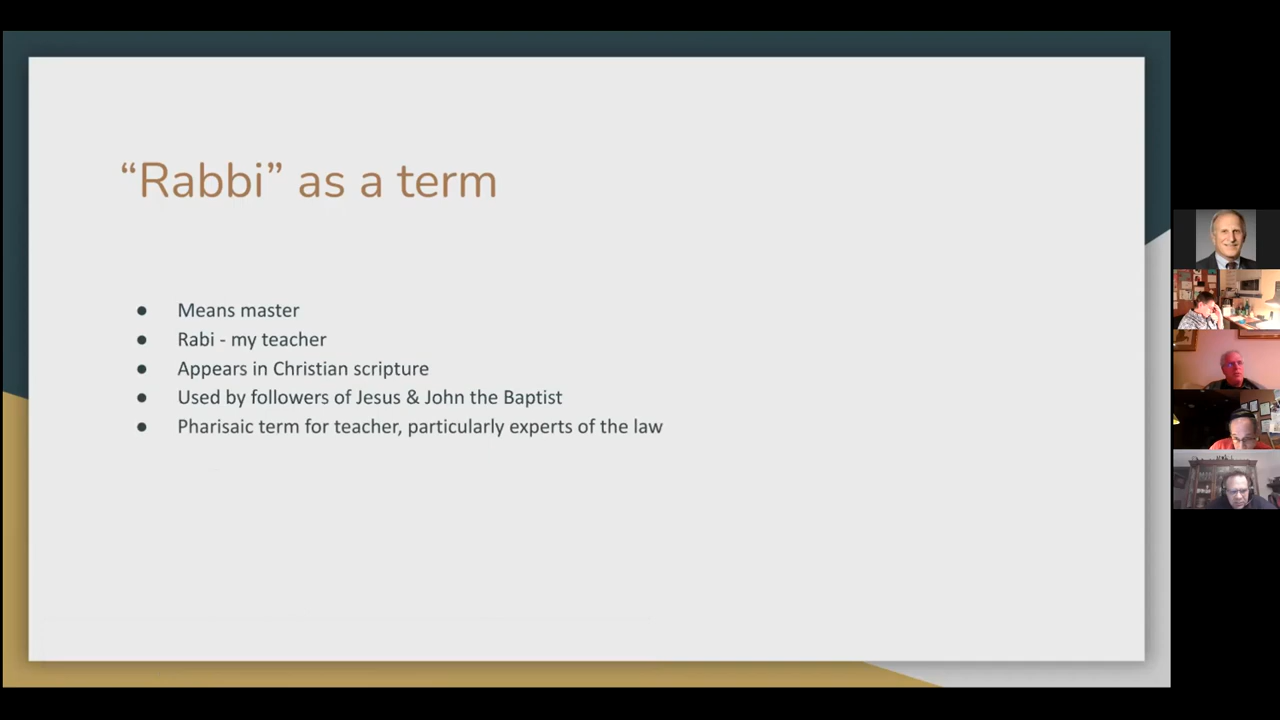 “Rabbi” as a term
● Means master
● Rabi - my teacher
● Appears in Christian scripture
● Used by followers of Jesus & John the Baptist
● Pharisaic term for teacher, particularly experts of the law